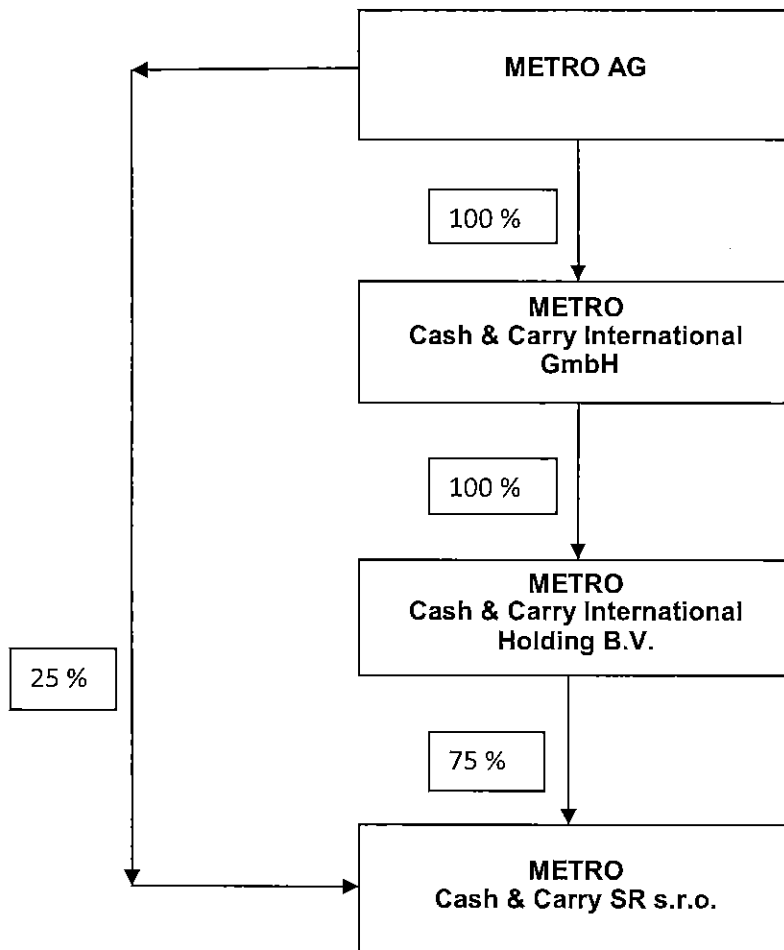 METRO AG
100 %
METRO
Cash & Carry International
GmbH
100 %
METRO
Cash & Carry International
Holding B.V.
25 %
75 %
METRO
Cash & Carry SR s.r.o.